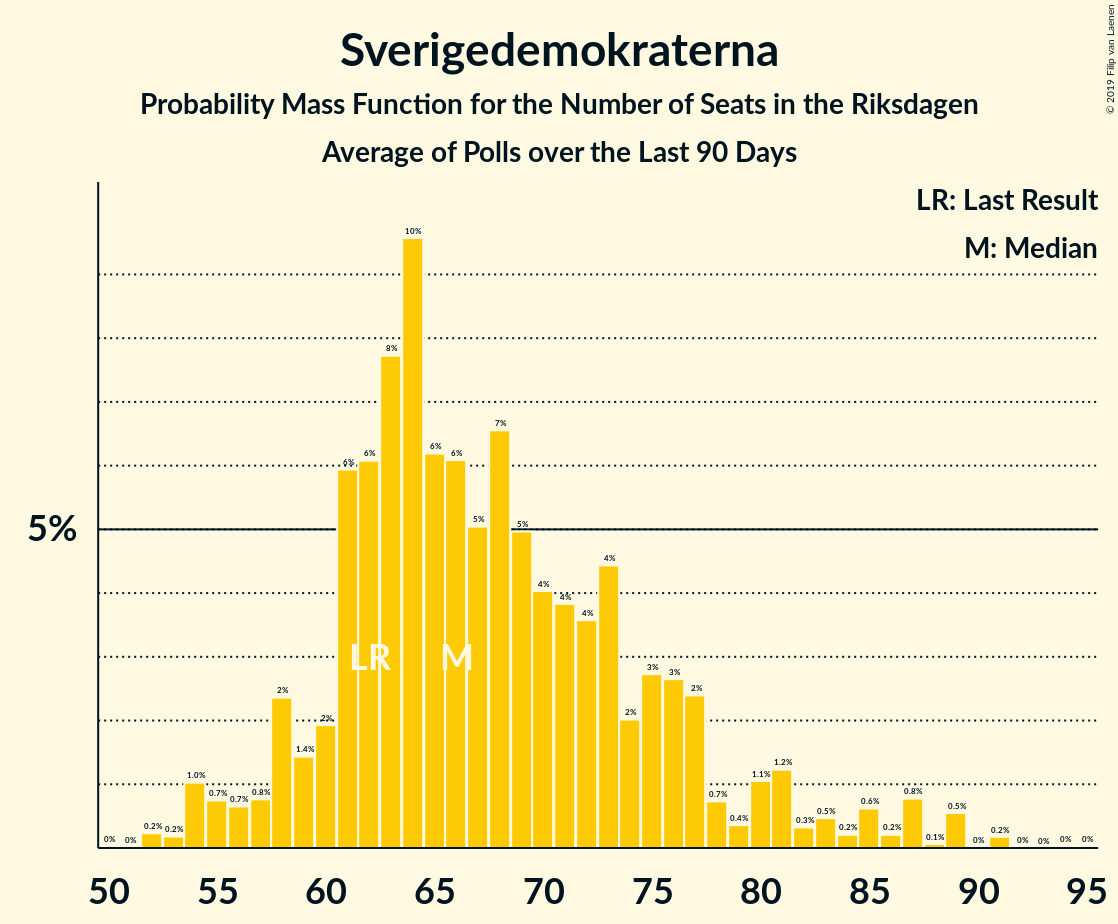 Sverigedemokraterna
Probability Mass Function for the Number of Seats in the Riksdagen
Average of Polls over the Last 90 Days
© 2019 Filip van Laenen
LR: Last Result
M: Median
5%
0% 0% 0.2% 0.2% 1.0% 0.7% 0.7% 0.8% 2% 1.4% 2% 6% 6% 8% 10% 6% 6% 5% 7% 5% 4% 4% 4% 4% 2% 3% 3% 2% 0.7% 0.4% 1.1% 1.2% 0.3% 0.5% 0.2% 0.6% 0.2% 0.8% 0.1% 0.5% 0% 0.2% 0% 0% 0% 0%
LR M
50 55 60 65 70 75 80 85 90 95